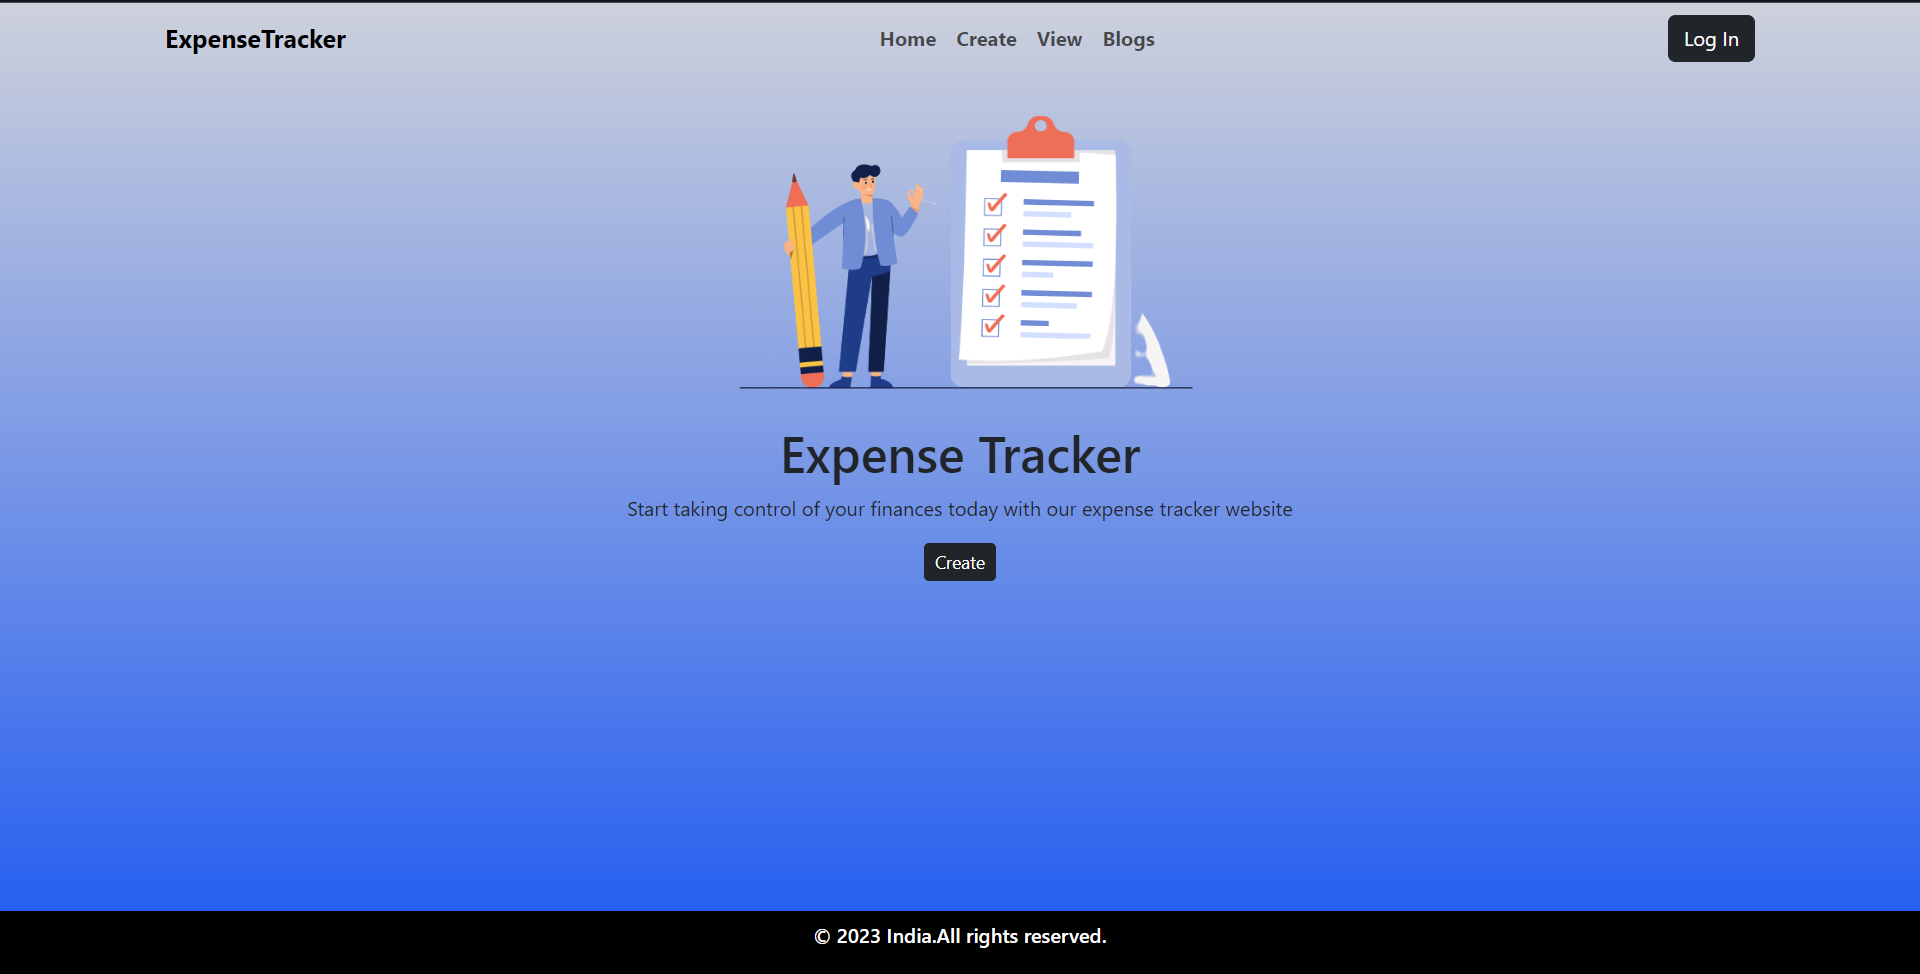 ExpenseTracker
Home Create View Blogs
Log In
Expense Tracker
Start taking control of your finances today with our expense tracker website
Create
© 2023 India.All rights reserved.